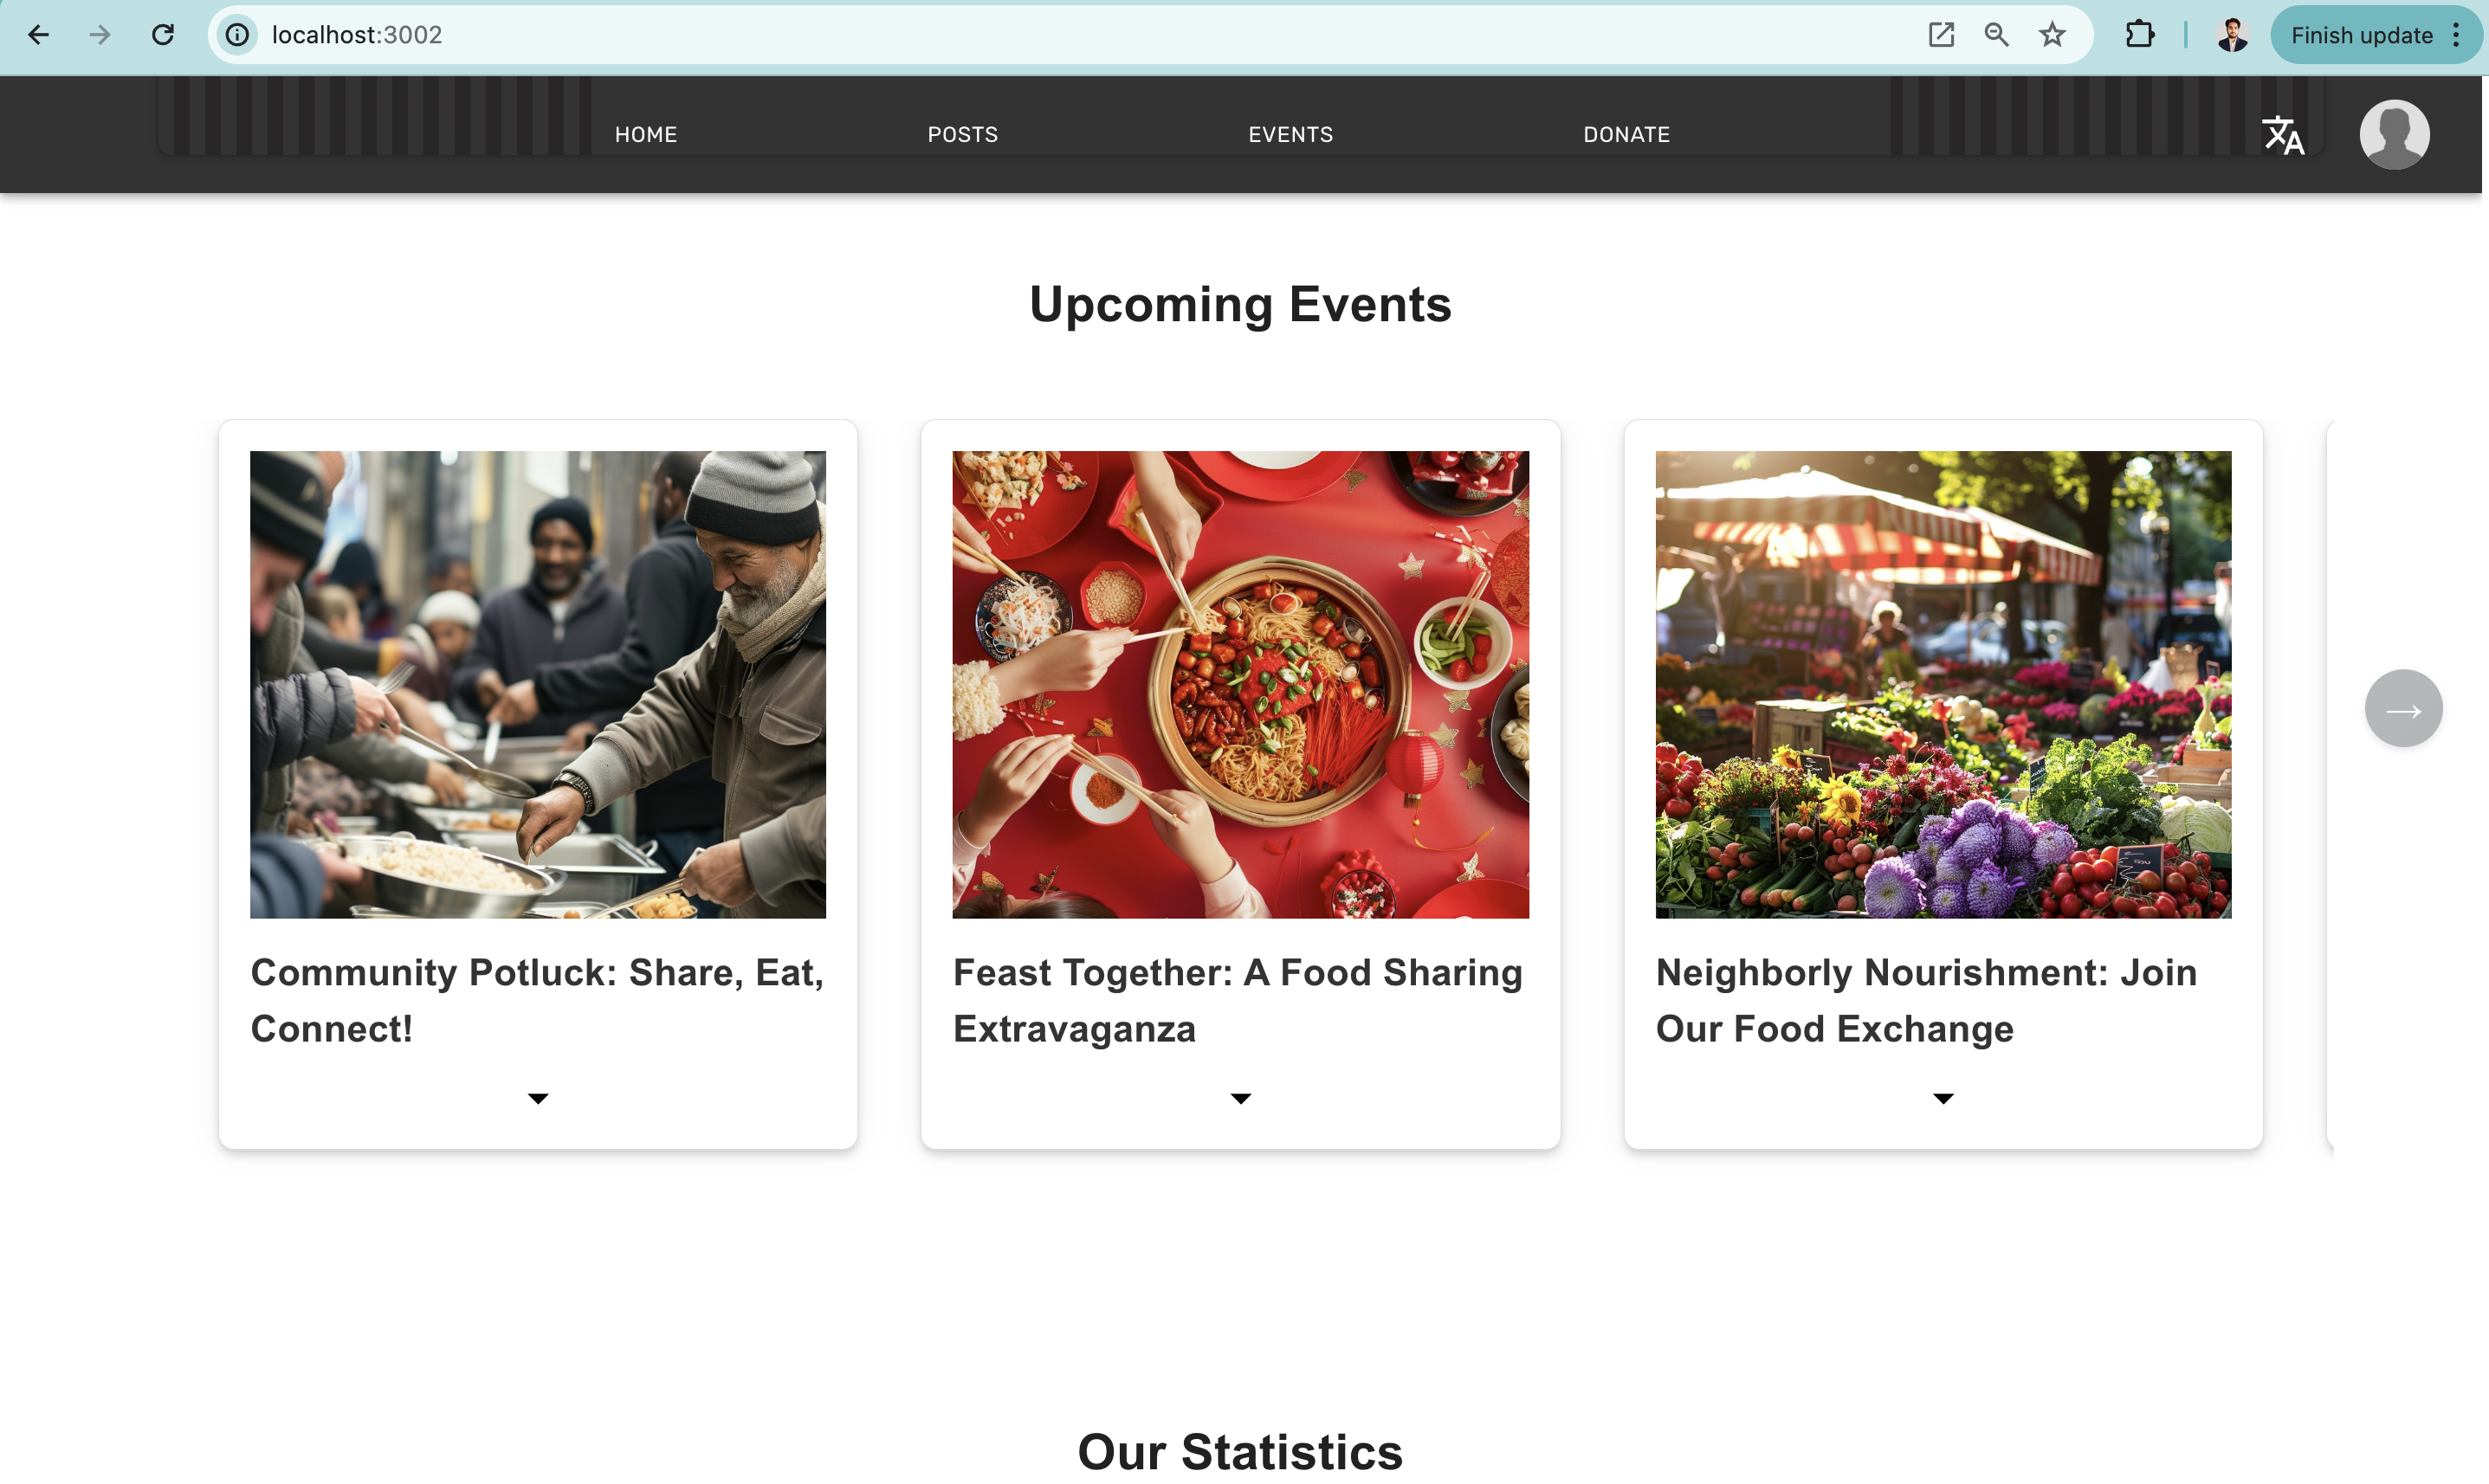 localhost:3002
Finish update
HOME
POSTS
EVENTS
DONATE
Upcoming Events
Community Potluck: Share, Eat,
Connect!
Feast Together: A Food Sharing
Extravaganza
Neighborly Nourishment: Join
Our Food Exchange
Our Statistics